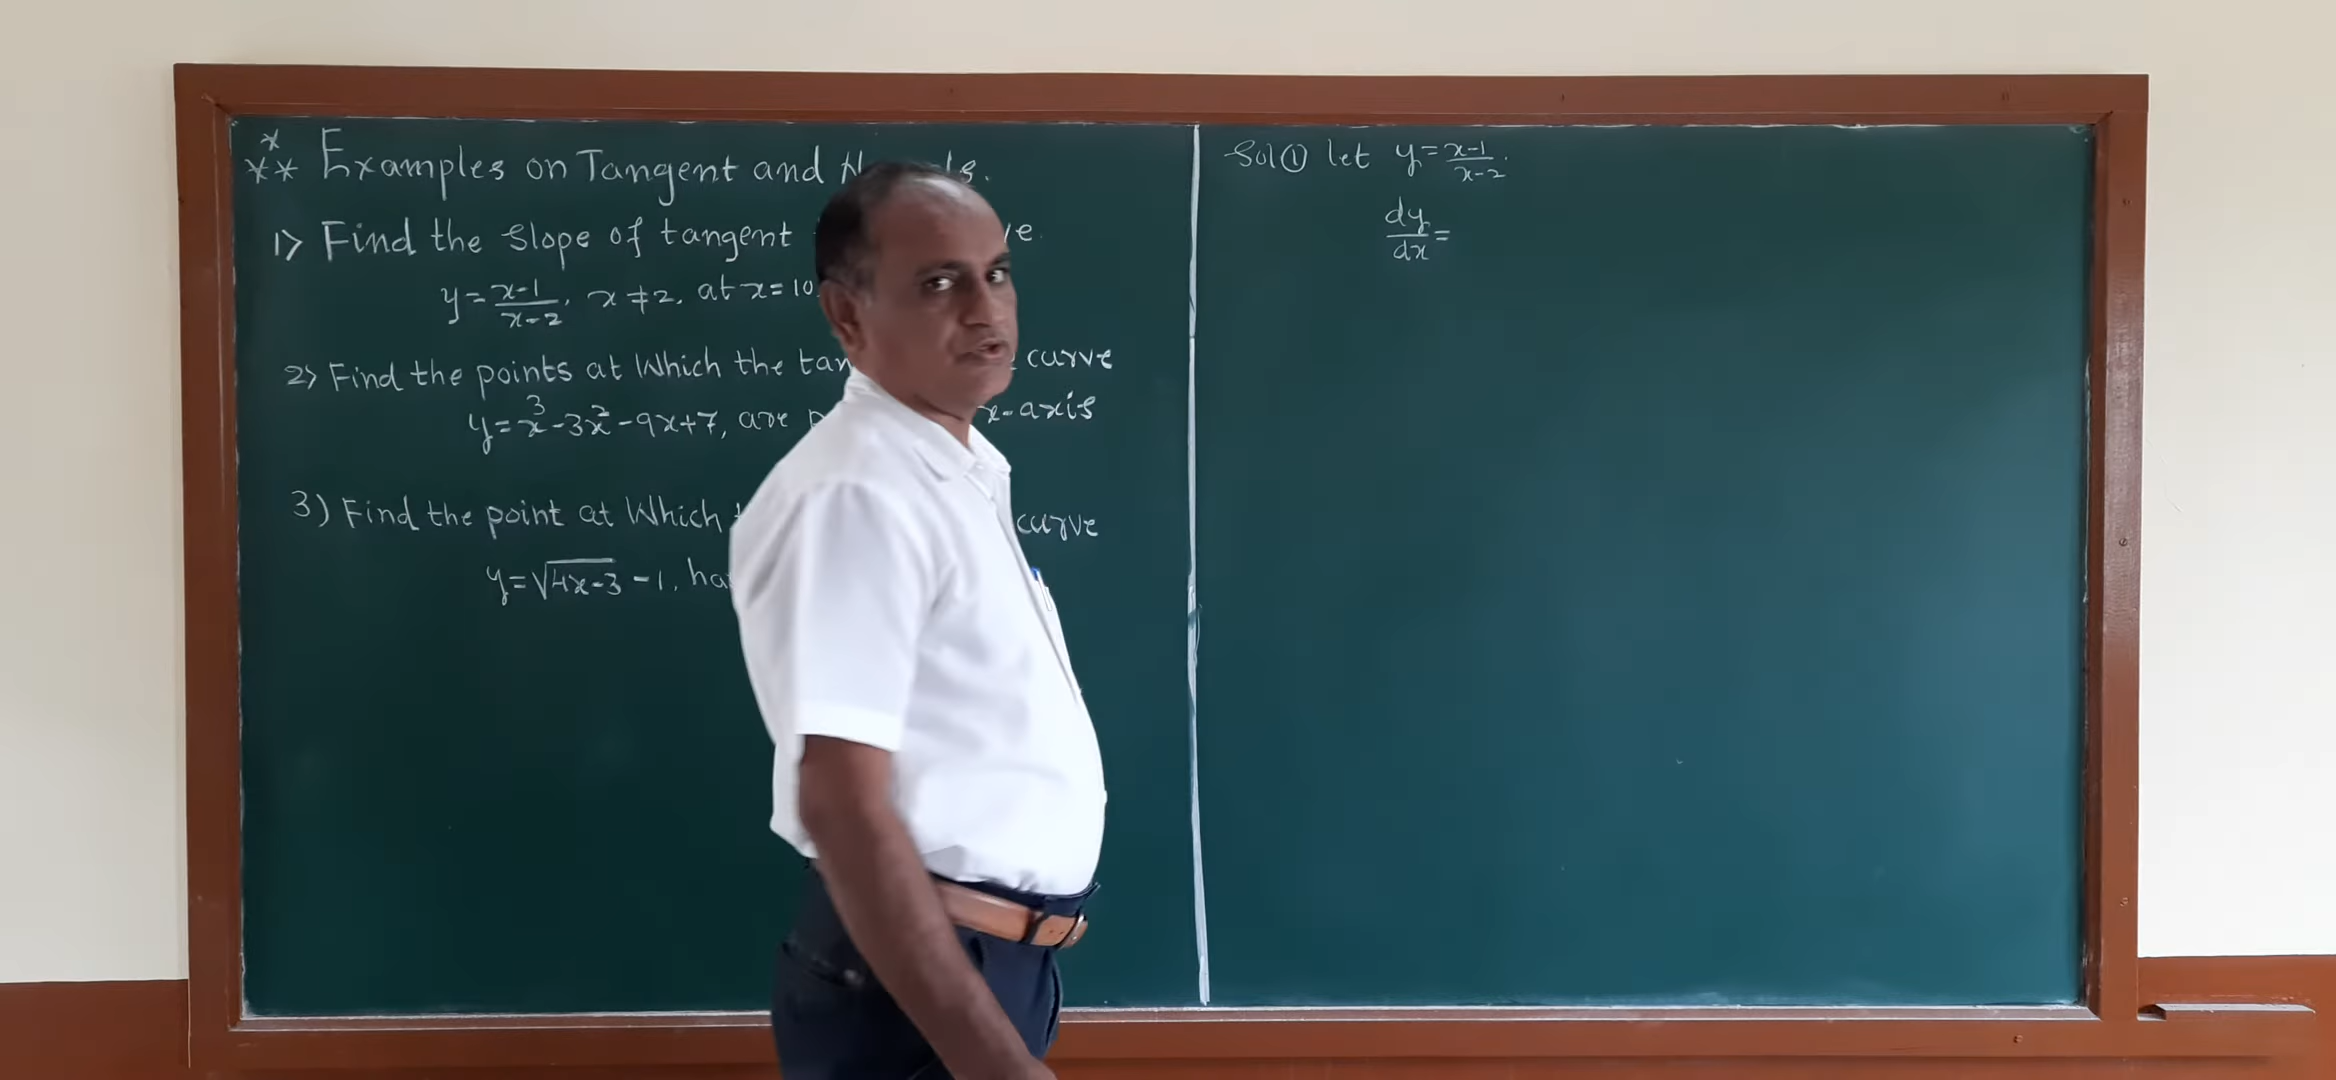 *** Examples on Tangent and
1) Find the slope of tangent
y = x-1/x-2, x ≠ 2, at x = 10
2) Find the points at Which the curve
y = x³-3x²-9x+7, are x-axis
3) Find the point at Which curve
y = √4x-3 -1,
Sol① let y = x-1/x-2.
dy/dx =